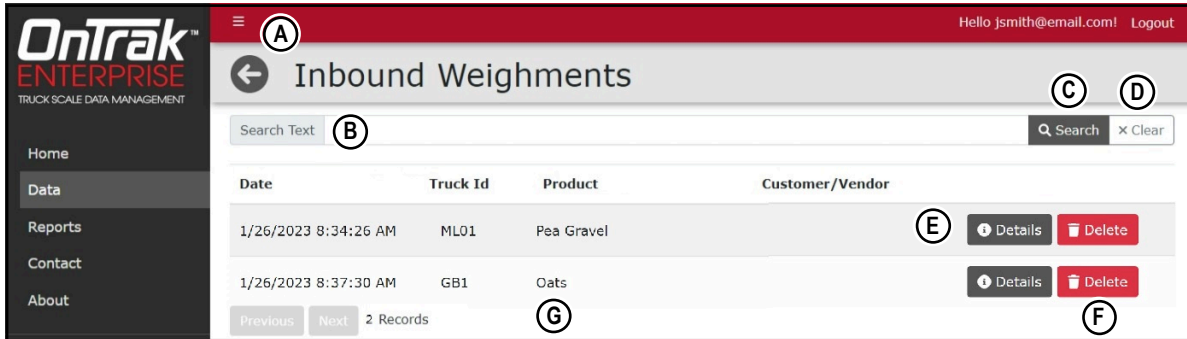 OnTrak™
ENTERPRISE
TRUCK SCALE DATA MANAGEMENT
Home
Data
Reports
Contact
About
A
Hello jsmith@email.com! Logout
Inbound Weighments
C D
Search Text B Search × Clear
Date Truck Id Product Customer/Vendor
1/26/2023 8:34:26 AM ML01 Pea Gravel E Details Delete
1/26/2023 8:37:30 AM GB1 Oats Details Delete
Previous Next 2 Records G F